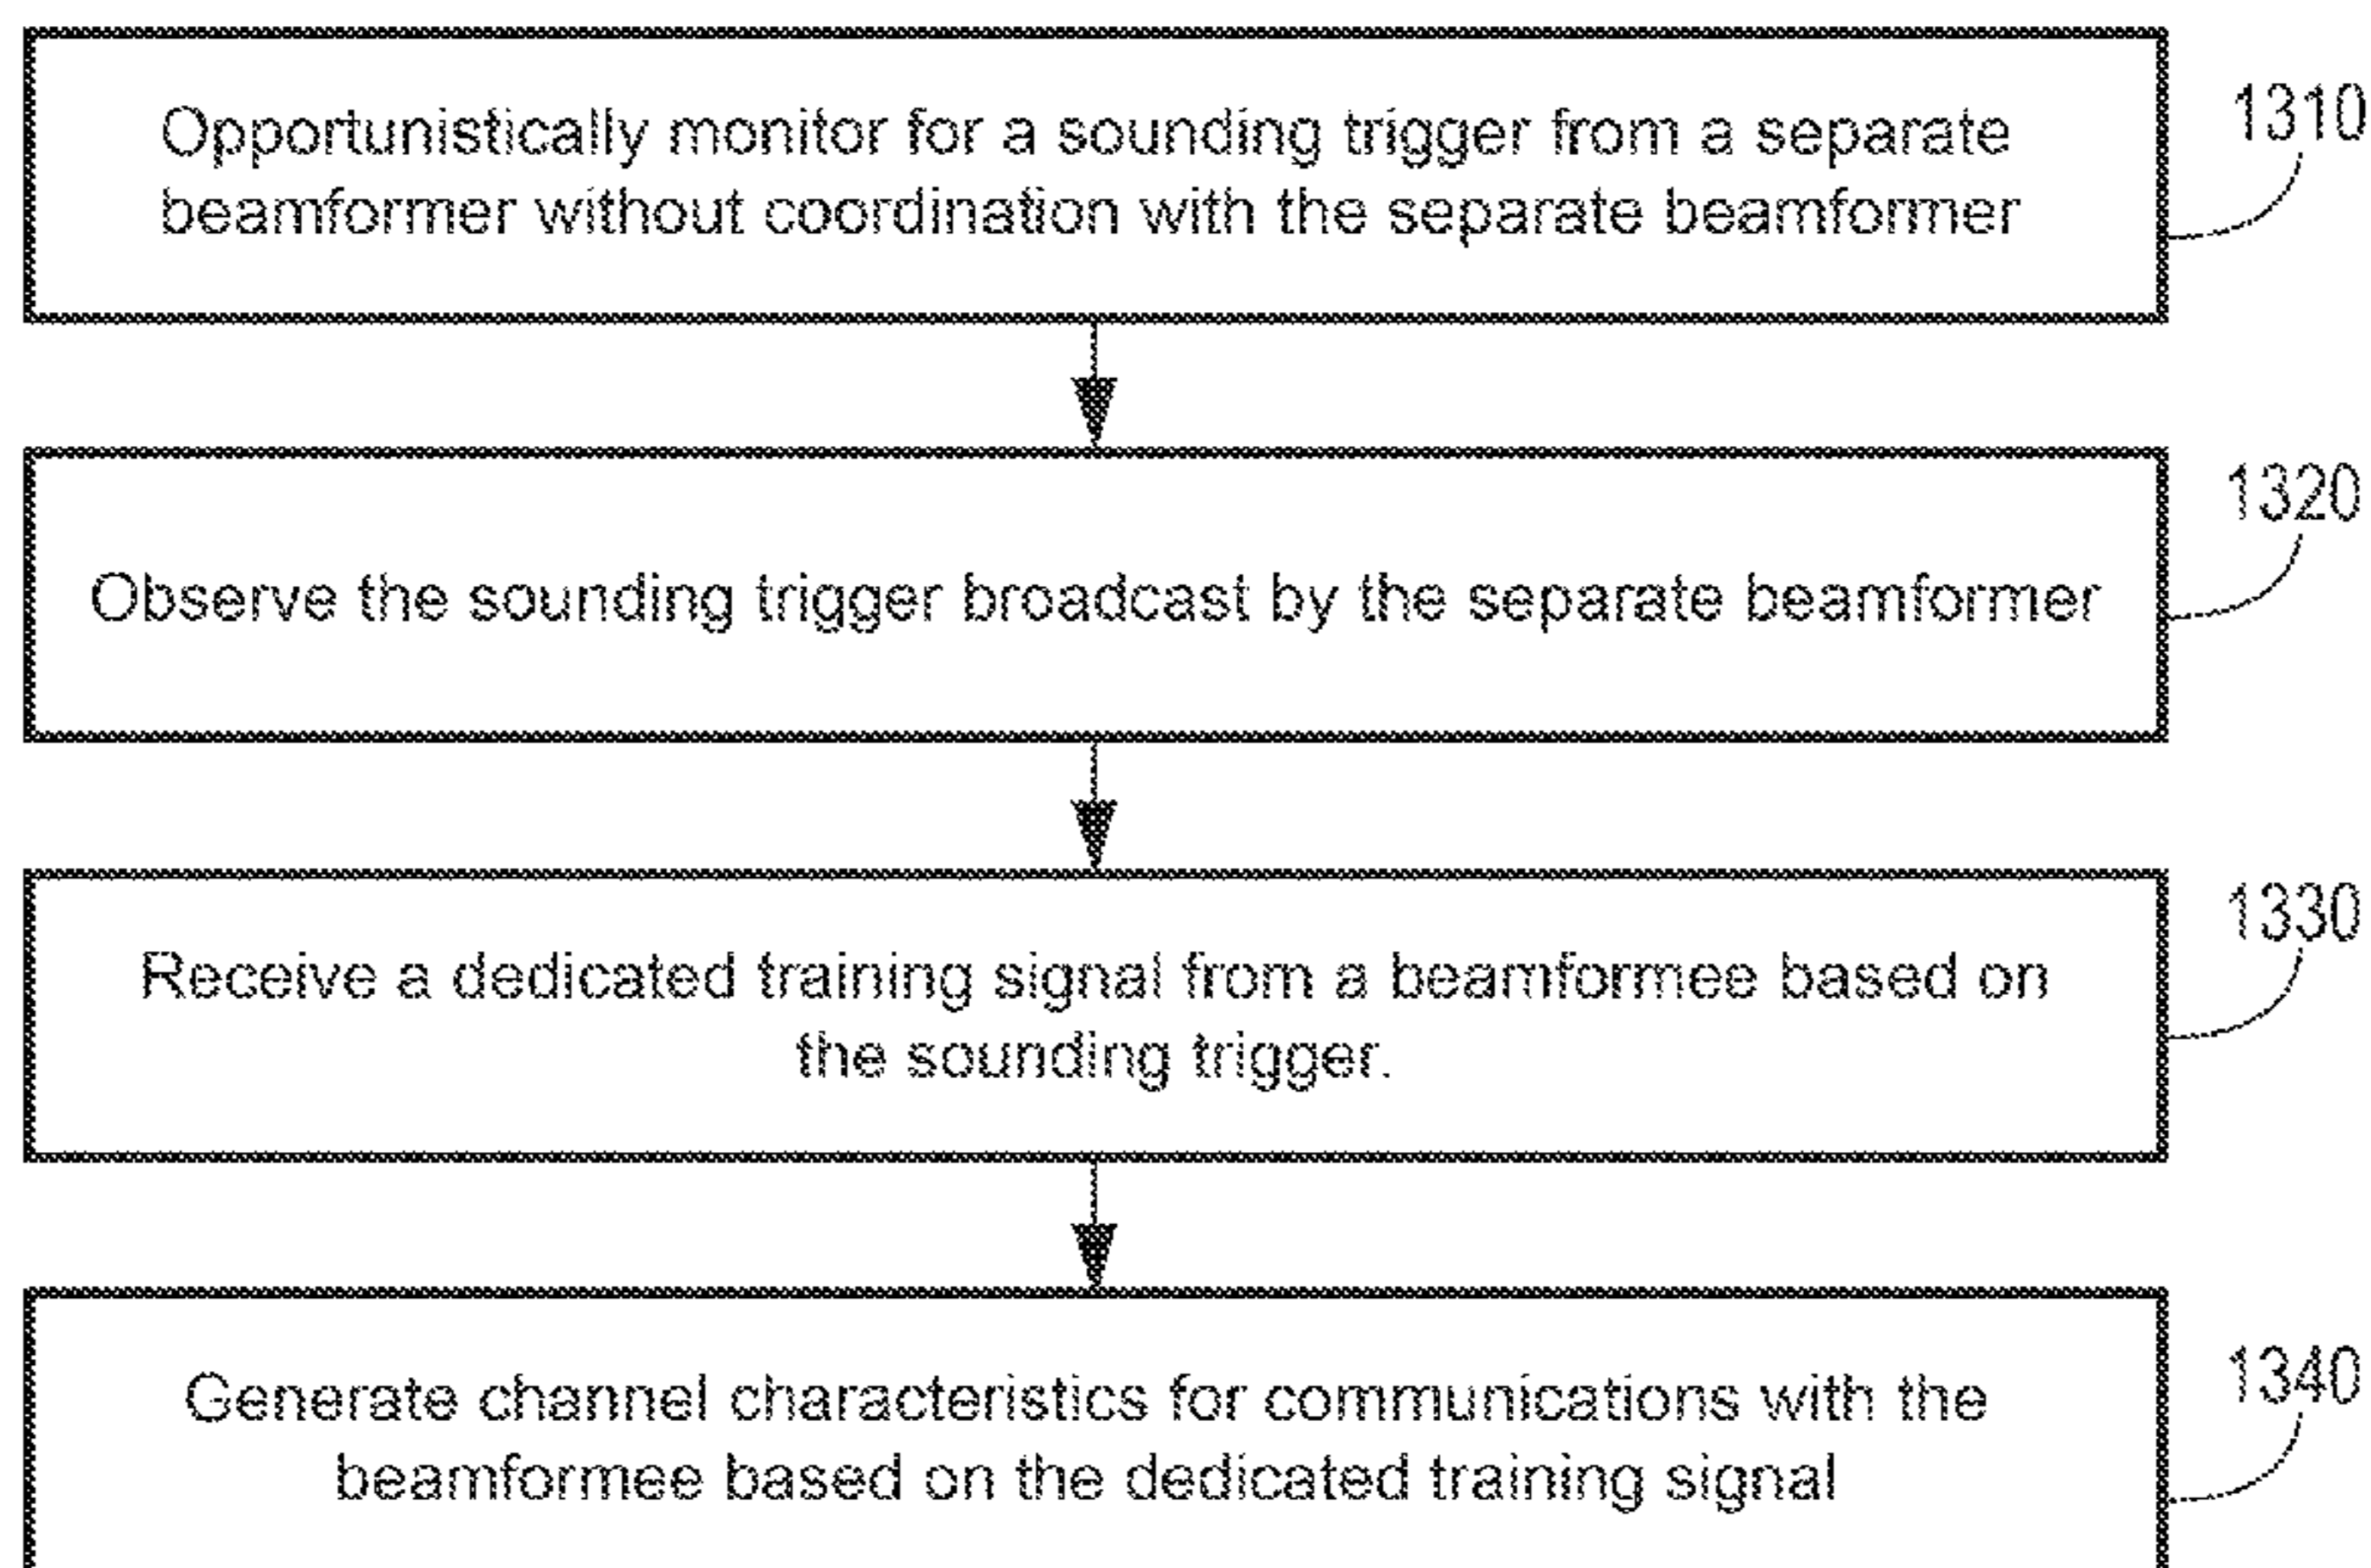 Opportunistically monitor for a sounding trigger from a separate
beamformer without coordination with the separate beamformer
1310
Observe the sounding trigger broadcast by the separate beamformer
1320
Receive a dedicated training signal from a beamformee based on
the sounding trigger.
1330
Generate channel characteristics for communications with the
beamformee based on the dedicated training signal
1340